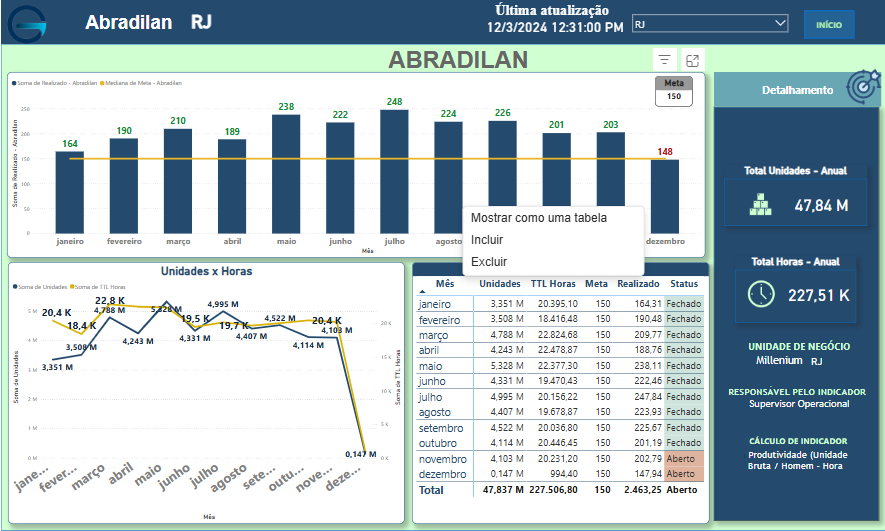 Abradilan RJ
Última atualização
12/3/2024 12:31:00 PM
RJ
INÍCIO
ABRADILAN
Soma de Realizado - Abradilan Mediana de Meta - Abradilan
Meta
150
Soma de Realizado - Abradilan
250
200
150
100
50
0
164 190 210 189 238 222 248 224 226 201 203 148
janeiro fevereiro março abril maio junho julho agosto dezembro
Mês
Mostrar como uma tabela
Incluir
Excluir
Unidades x Horas
Soma de Unidades Soma de TTL Horas
Soma de Unidades
5 M
4 M
3 M
2 M
1 M
0 M
20,4 K
18,4 K
22,8 K
19,5 K
19,7 K
20,4 K
3,351 M
3,508 M
4,788 M
4,243 M
5,328 M
4,331 M
4,995 M
4,407 M
4,522 M
4,114 M
4,103 M
0,147 M
20 K
15 K
10 K
5 K
0 K
Soma de TTL Horas
jane... fever... março abril maio junho julho agosto sete... outu... nove... deze...
Mês
Mês Unidades TTL Horas Meta Realizado Status
janeiro 3,351 M 20.395,10 150 164,31 Fechado
fevereiro 3,508 M 18.416,48 150 190,48 Fechado
março 4,788 M 22.824,68 150 209,77 Fechado
abril 4,243 M 22.478,87 150 188,76 Fechado
maio 5,328 M 22.377,30 150 238,11 Fechado
junho 4,331 M 19.470,43 150 222,46 Fechado
julho 4,995 M 20.156,22 150 247,84 Fechado
agosto 4,407 M 19.678,87 150 223,93 Fechado
setembro 4,522 M 20.036,80 150 225,67 Fechado
outubro 4,114 M 20.446,45 150 201,19 Fechado
novembro 4,103 M 20.231,20 150 202,79 Aberto
dezembro 0,147 M 994,40 150 147,94 Aberto
Total 47,837 M 227.506,80 150 2.463,25 Aberto
Detalhamento
Total Unidades - Anual
47,84 M
Total Horas - Anual
227,51 K
UNIDADE DE NEGÓCIO
Millenium RJ
RESPONSÁVEL PELO INDICADOR
Supervisor Operacional
CÁLCULO DE INDICADOR
Produtividade (Unidade
Bruta / Homem - Hora